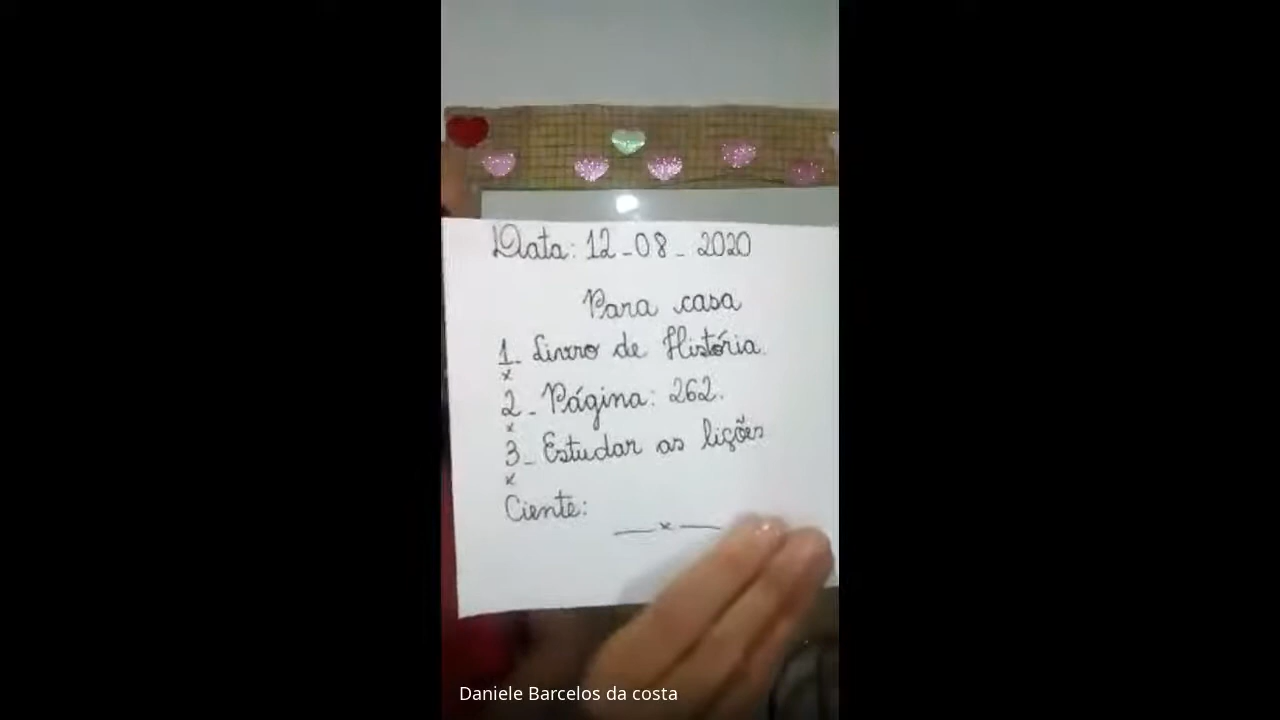 Data: 12-08-2020
Para casa
1- Livro de História.
x
2- Página: 262.
x
3- Estudar as lições
x
Ciente:
—x—
Daniele Barcelos da costa